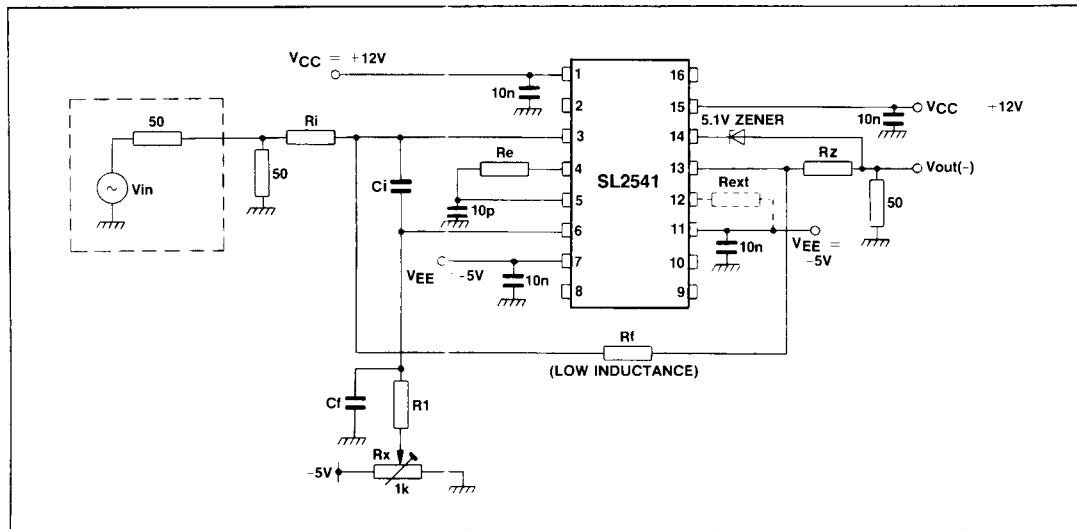 VCC = +12V
10n
1
2
3
4
5
6
7
8
SL2541
16
15
14
13
12
11
10
9
VCC +12V
10n
5.1V ZENER
50
Ri
50
Vin
Ci
Re
10p
Rz
Vout(-)
50
Rext
10n
VEE =
-5V
VEE -5V
10n
Rf
(LOW INDUCTANCE)
Cf
R1
Rx
-5V
1k